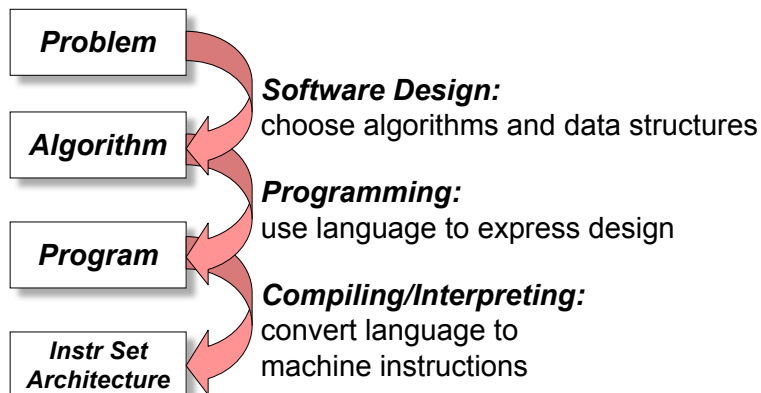 Problem
Software Design:
choose algorithms and data structures
Algorithm
Programming:
use language to express design
Program
Compiling/Interpreting:
convert language to
machine instructions
Instr Set
Architecture